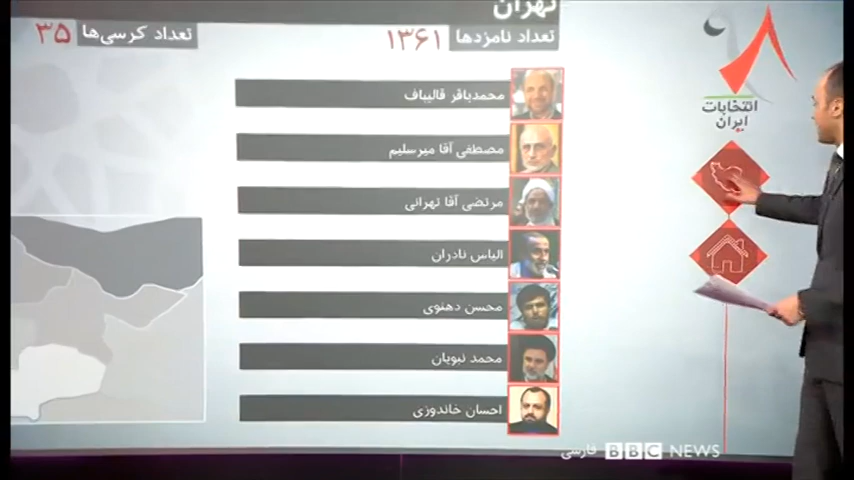 تهران
تعداد نامزدها ۱۳۶۱
تعداد کرسی‌ها ۳۵
انتخابات
ایران
محمدباقر قالیباف
مصطفی آقا میرسلیم
مرتضی آقا تهرانی
الیاس نادران
محسن دهنوی
محمد نبویان
احسان خاندوزی
BBC NEWS فارسی